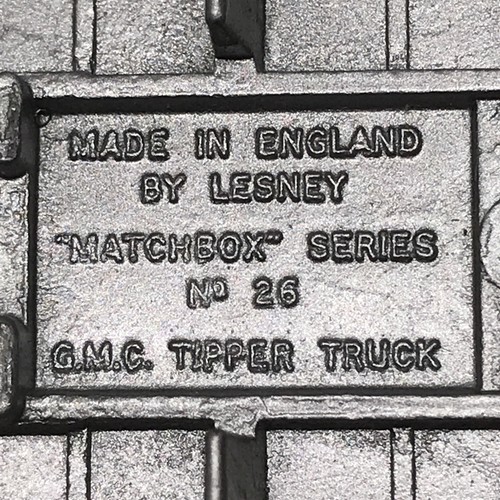 MADE IN ENGLAND
BY LESNEY
"MATCHBOX" SERIES
Nº 26
G.M.C. TIPPER TRUCK